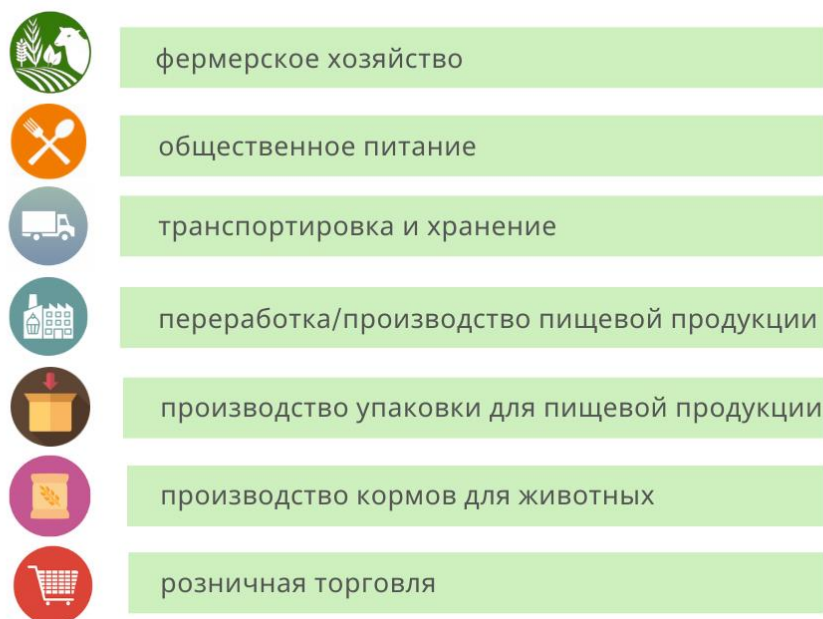 фермерское хозяйство
общественное питание
транспортировка и хранение
переработка/производство пищевой продукции
производство упаковки для пищевой продукции
производство кормов для животных
розничная торговля